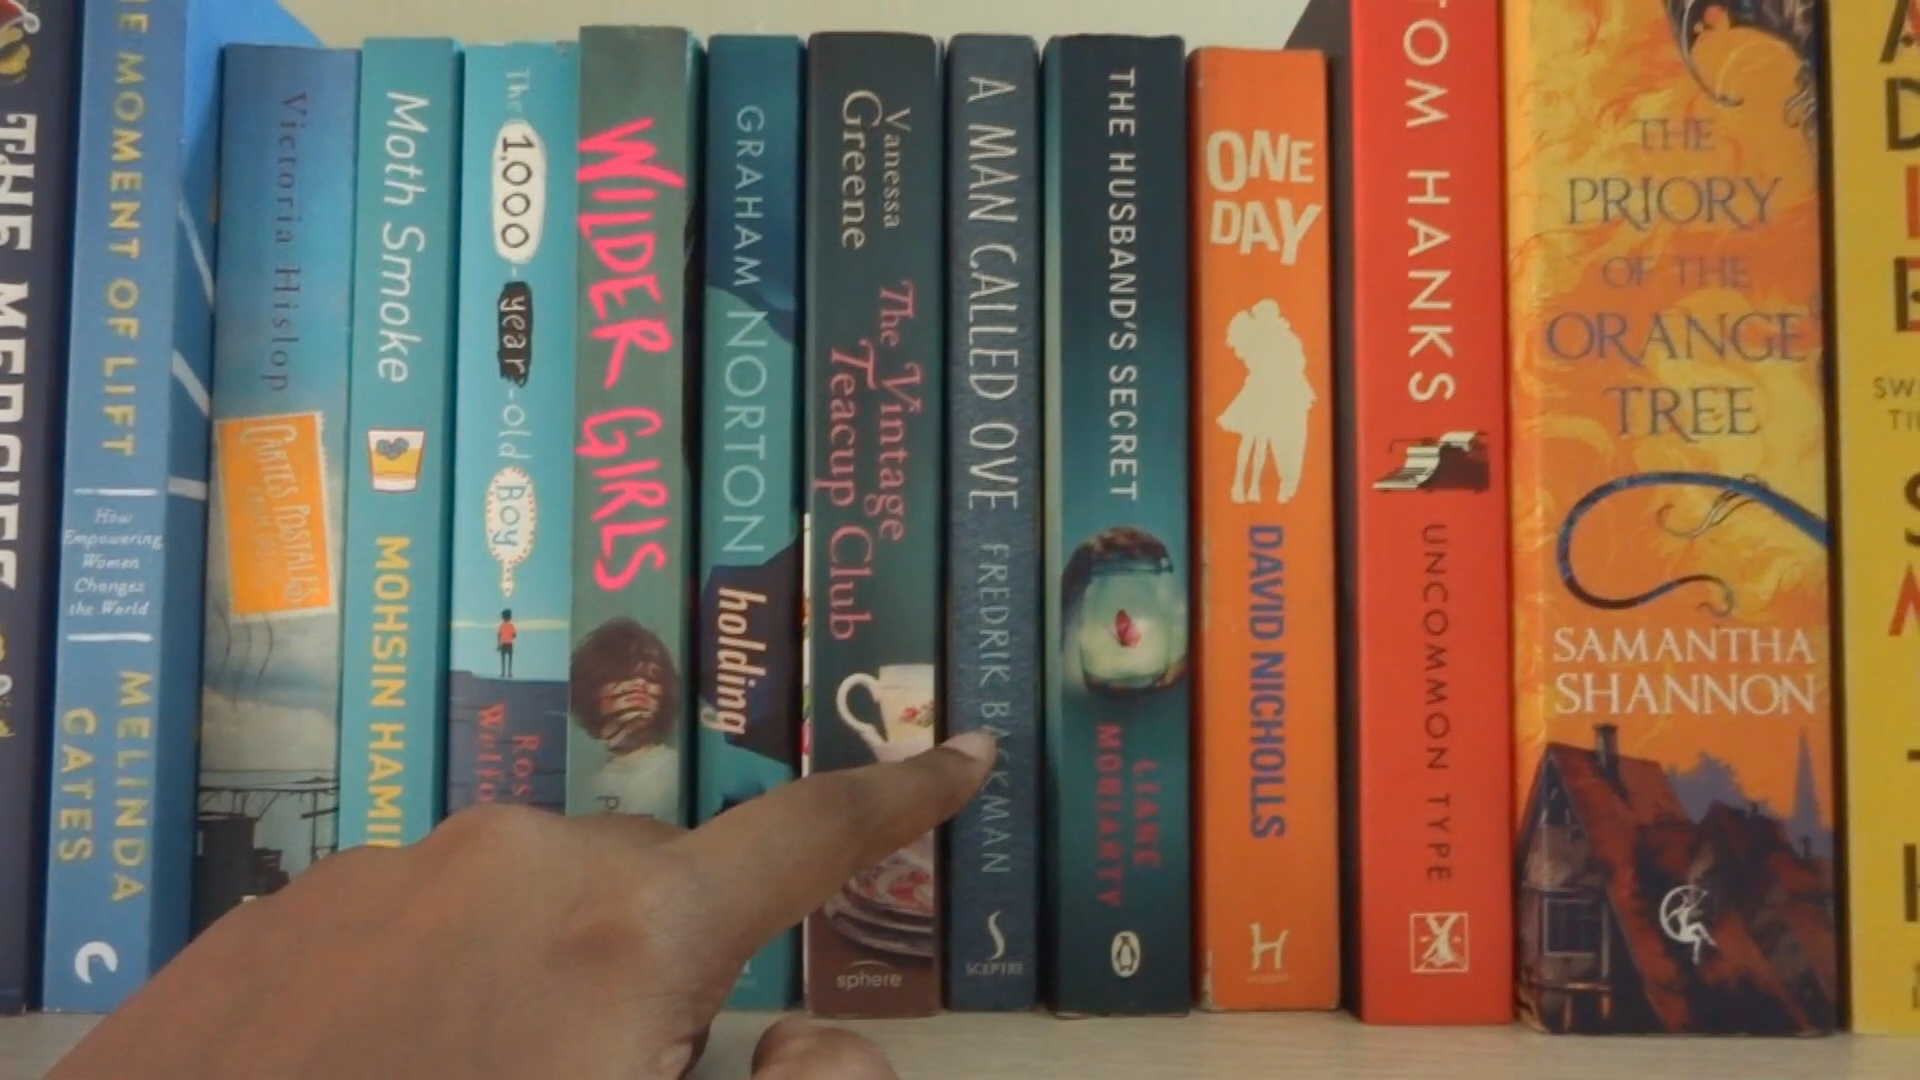 THE MERCIES
THE MOMENT OF LIFT
How
Empowering
Women
Changes
the World
MELINDA
GATES
Victoria Hislop
CARTES POSTALES
Moth Smoke
MOHSIN HAMI
The 1,000-year-old Boy
Ros
Welfo
WILDER GIRLS
GRAHAM NORTON
holding
Vanessa
Greene
The Vintage
Teacup Club
sphere
A MAN CALLED OVE FREDRIK BACKMAN
SCEPTRE
THE HUSBAND'S SECRET
LIANE
MORIARTY
ONE
DAY
DAVID NICHOLLS
H
TOM HANKS
UNCOMMON TYPE
THE
PRIORY
OF THE
ORANGE
TREE
SAMANTHA
SHANNON